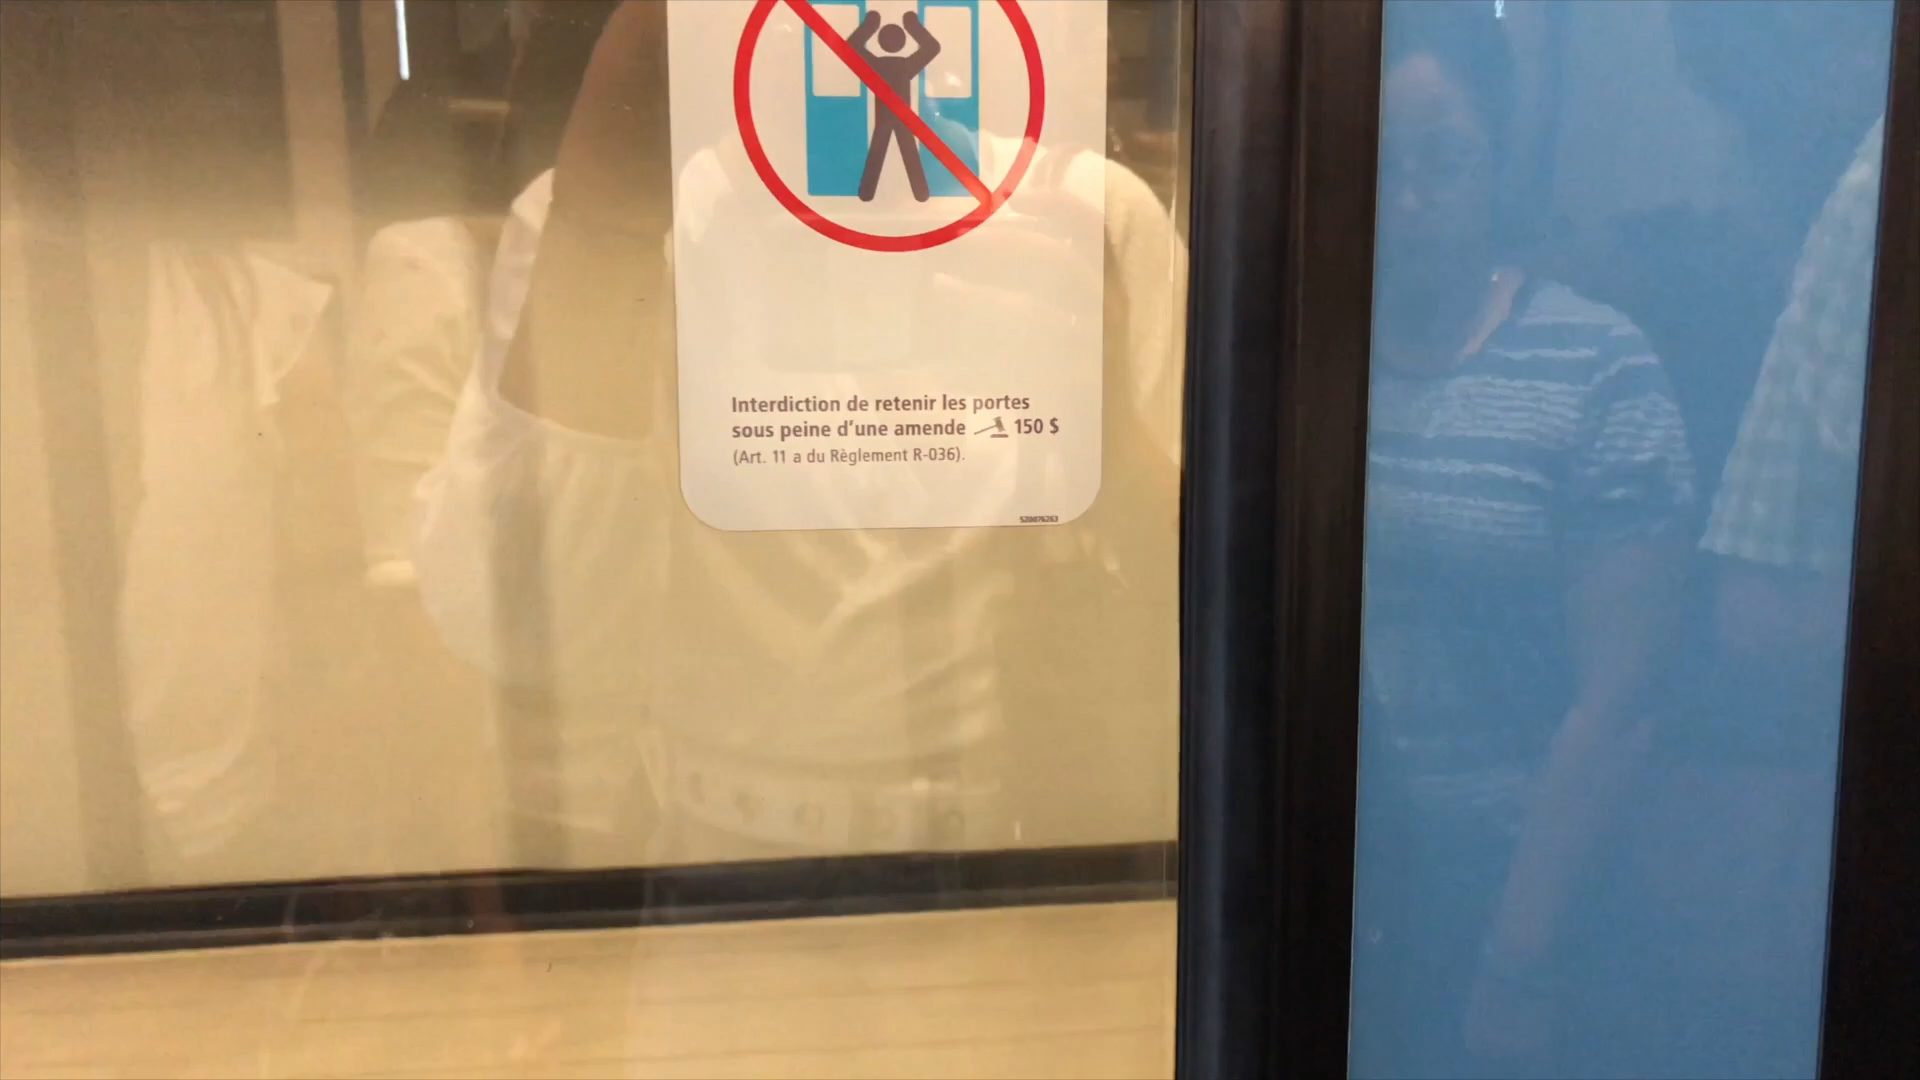 Interdiction de retenir les portes
sous peine d'une amende 150 $
(Art. 11 a du Règlement R-036).